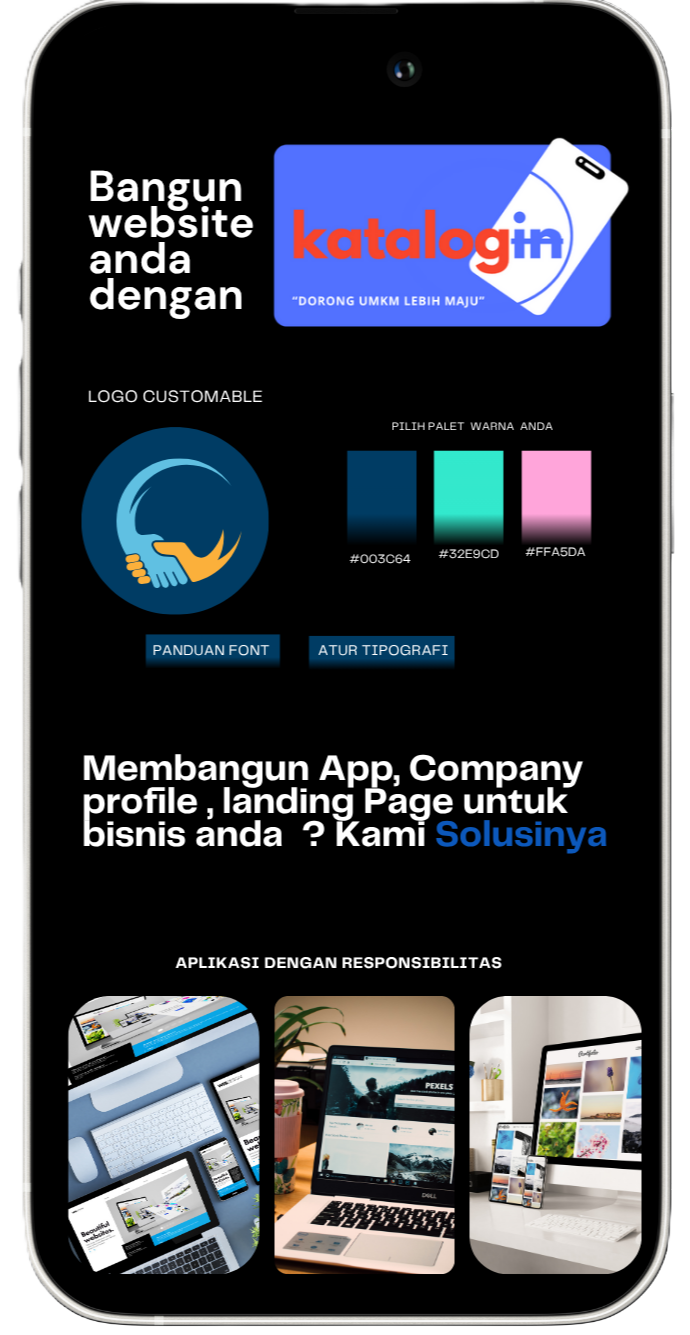 Bangun
website
anda
dengan
katalogin
“DORONG UMKM LEBIH MAJU”
LOGO CUSTOMABLE
PILIH PALET WARNA ANDA
#003C64
#32E9CD
#FFA5DA
PANDUAN FONT
ATUR TIPOGRAFI
Membangun App, Company
profile , landing Page untuk
bisnis anda ? Kami Solusinya
APLIKASI DENGAN RESPONSIBILITAS
Beautiful
websites.
PEXELS
DELL
Portfolio